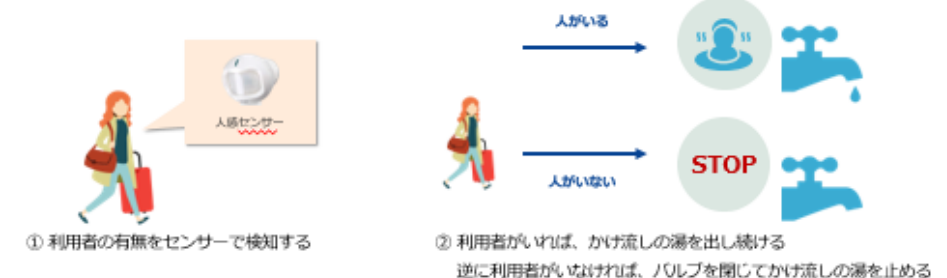 人がいる
人感センサー
STOP
人がいない
① 利用者の有無をセンサーで検知する
② 利用者がいれば、かけ流しの湯を出し続ける
逆に利用者がいなければ、バルブを閉じてかけ流しの湯を止める